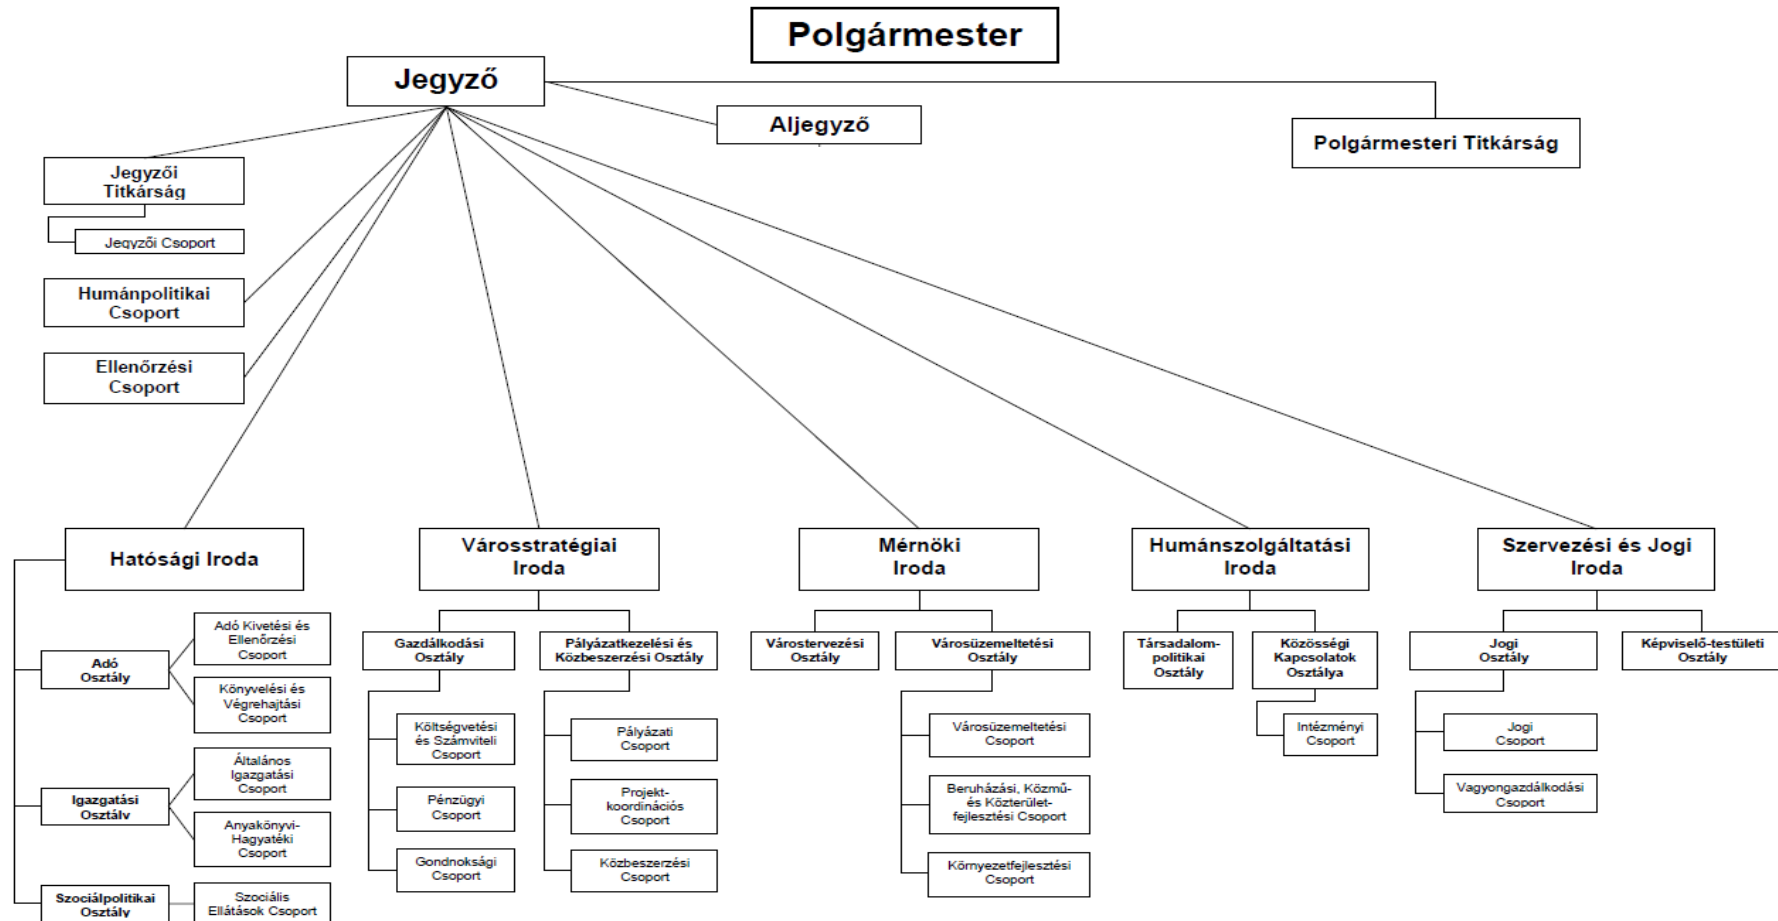 Polgármester
Jegyző
Aljegyző
Polgármesteri Titkárság
Jegyzői
Titkárság
Jegyzői Csoport
Humánpolitikai
Csoport
Ellenőrzési
Csoport
Hatósági Iroda
Városstratégiai
Iroda
Mérnöki
Iroda
Humánszolgáltatási
Iroda
Szervezési és Jogi
Iroda
Adó
Osztály
Adó Kivetési és
Ellenőrzési
Csoport
Könyvelési és
Végrehajtási
Csoport
Igazgatási
Osztály
Általános
Igazgatási
Csoport
Anyakönyvi-
Hagyatéki
Csoport
Szociálpolitikai
Osztály
Szociális
Ellátások Csoport
Gazdálkodási
Osztály
Költségvetési
és Számviteli
Csoport
Pénzügyi
Csoport
Gondnoksági
Csoport
Pályázatkezelési és
Közbeszerzési Osztály
Pályázati
Csoport
Projekt-
koordinációs
Csoport
Közbeszerzési
Csoport
Várostervezési
Osztály
Városüzemeltetési
Osztály
Városüzemeltetési
Csoport
Beruházási, Közmű-
és Közterület-
fejlesztési Csoport
Környezetfejlesztési
Csoport
Társadalom-
politikai
Osztály
Közösségi
Kapcsolatok
Osztálya
Intézményi
Csoport
Jogi
Osztály
Jogi
Csoport
Vagyongazdálkodási
Csoport
Képviselő-testületi
Osztály